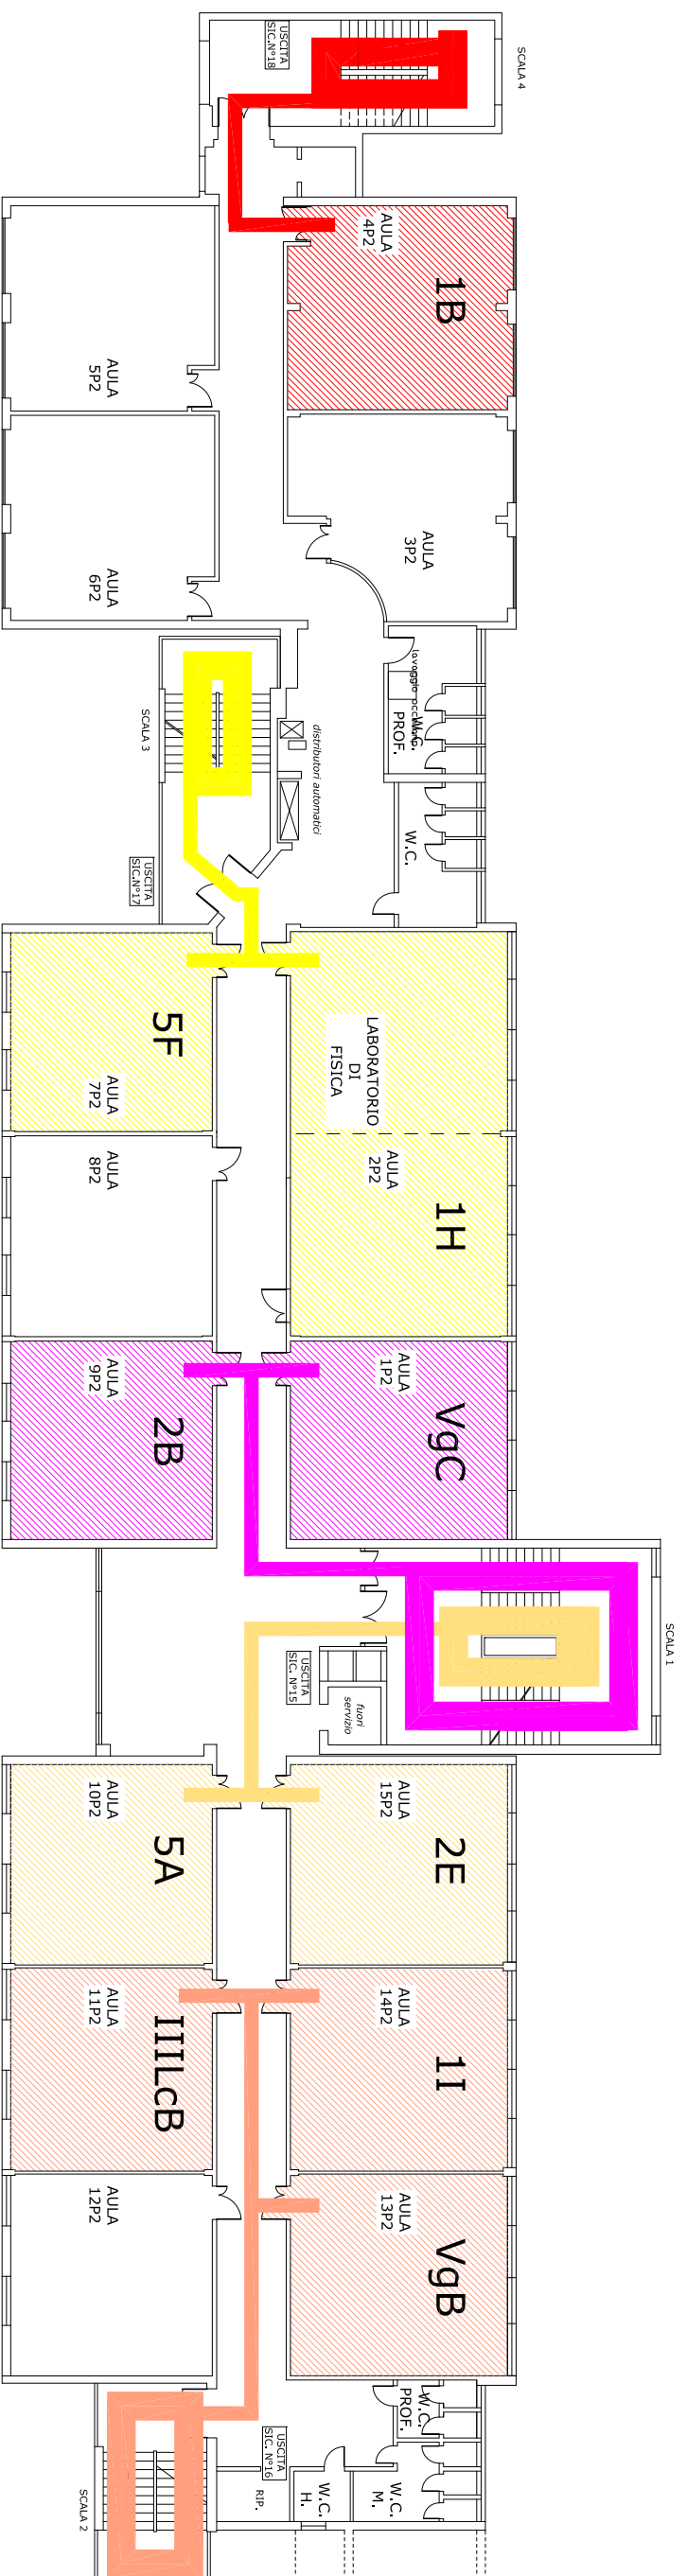 SCALA 4
USCITA
SIC.N°18
AULA
4P2
1B
AULA
5P2
AULA
3P2
AULA
6P2
SCALA 3
distributori automatici
lavaggio occhi
W.C.
PROF.
W.C.
USCITA
SIC.N°17
5F
AULA
7P2
LABORATORIO
DI
FISICA
AULA
2P2
1H
AULA
8P2
AULA
9P2
2B
AULA
1P2
VgC
SCALA 1
USCITA
SIC. N°15
fuori
servizio
AULA
10P2
5A
AULA
15P2
2E
AULA
11P2
IIILcB
AULA
14P2
1I
AULA
12P2
AULA
13P2
VgB
W.C.
PROF.
USCITA
SIC. N°16
RIP.
W.C.
H.
W.C.
M.
SCALA 2